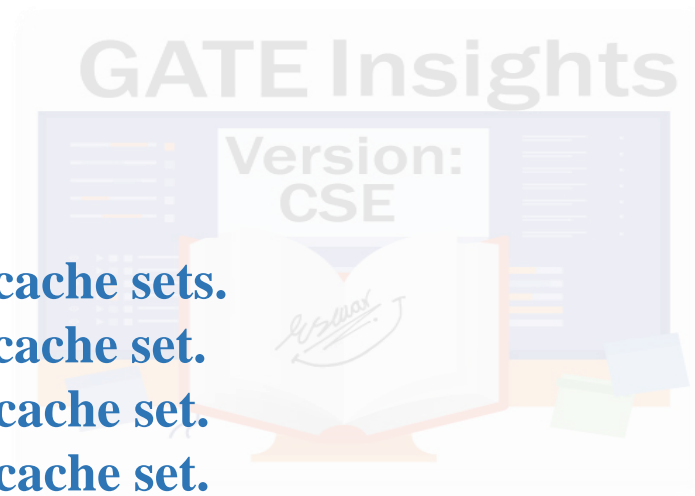 GATE Insights
Version:
CSE
cache sets.
cache set.
cache set.
cache set.